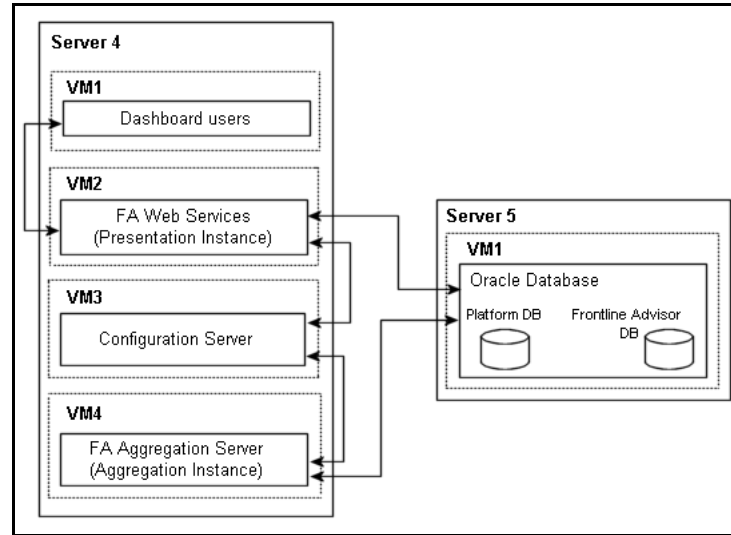 Server 4
VM1
Dashboard users
VM2
FA Web Services
(Presentation Instance)
VM3
Configuration Server
VM4
FA Aggregation Server
(Aggregation Instance)
Server 5
VM1
Oracle Database
Platform DB
Frontline Advisor
DB